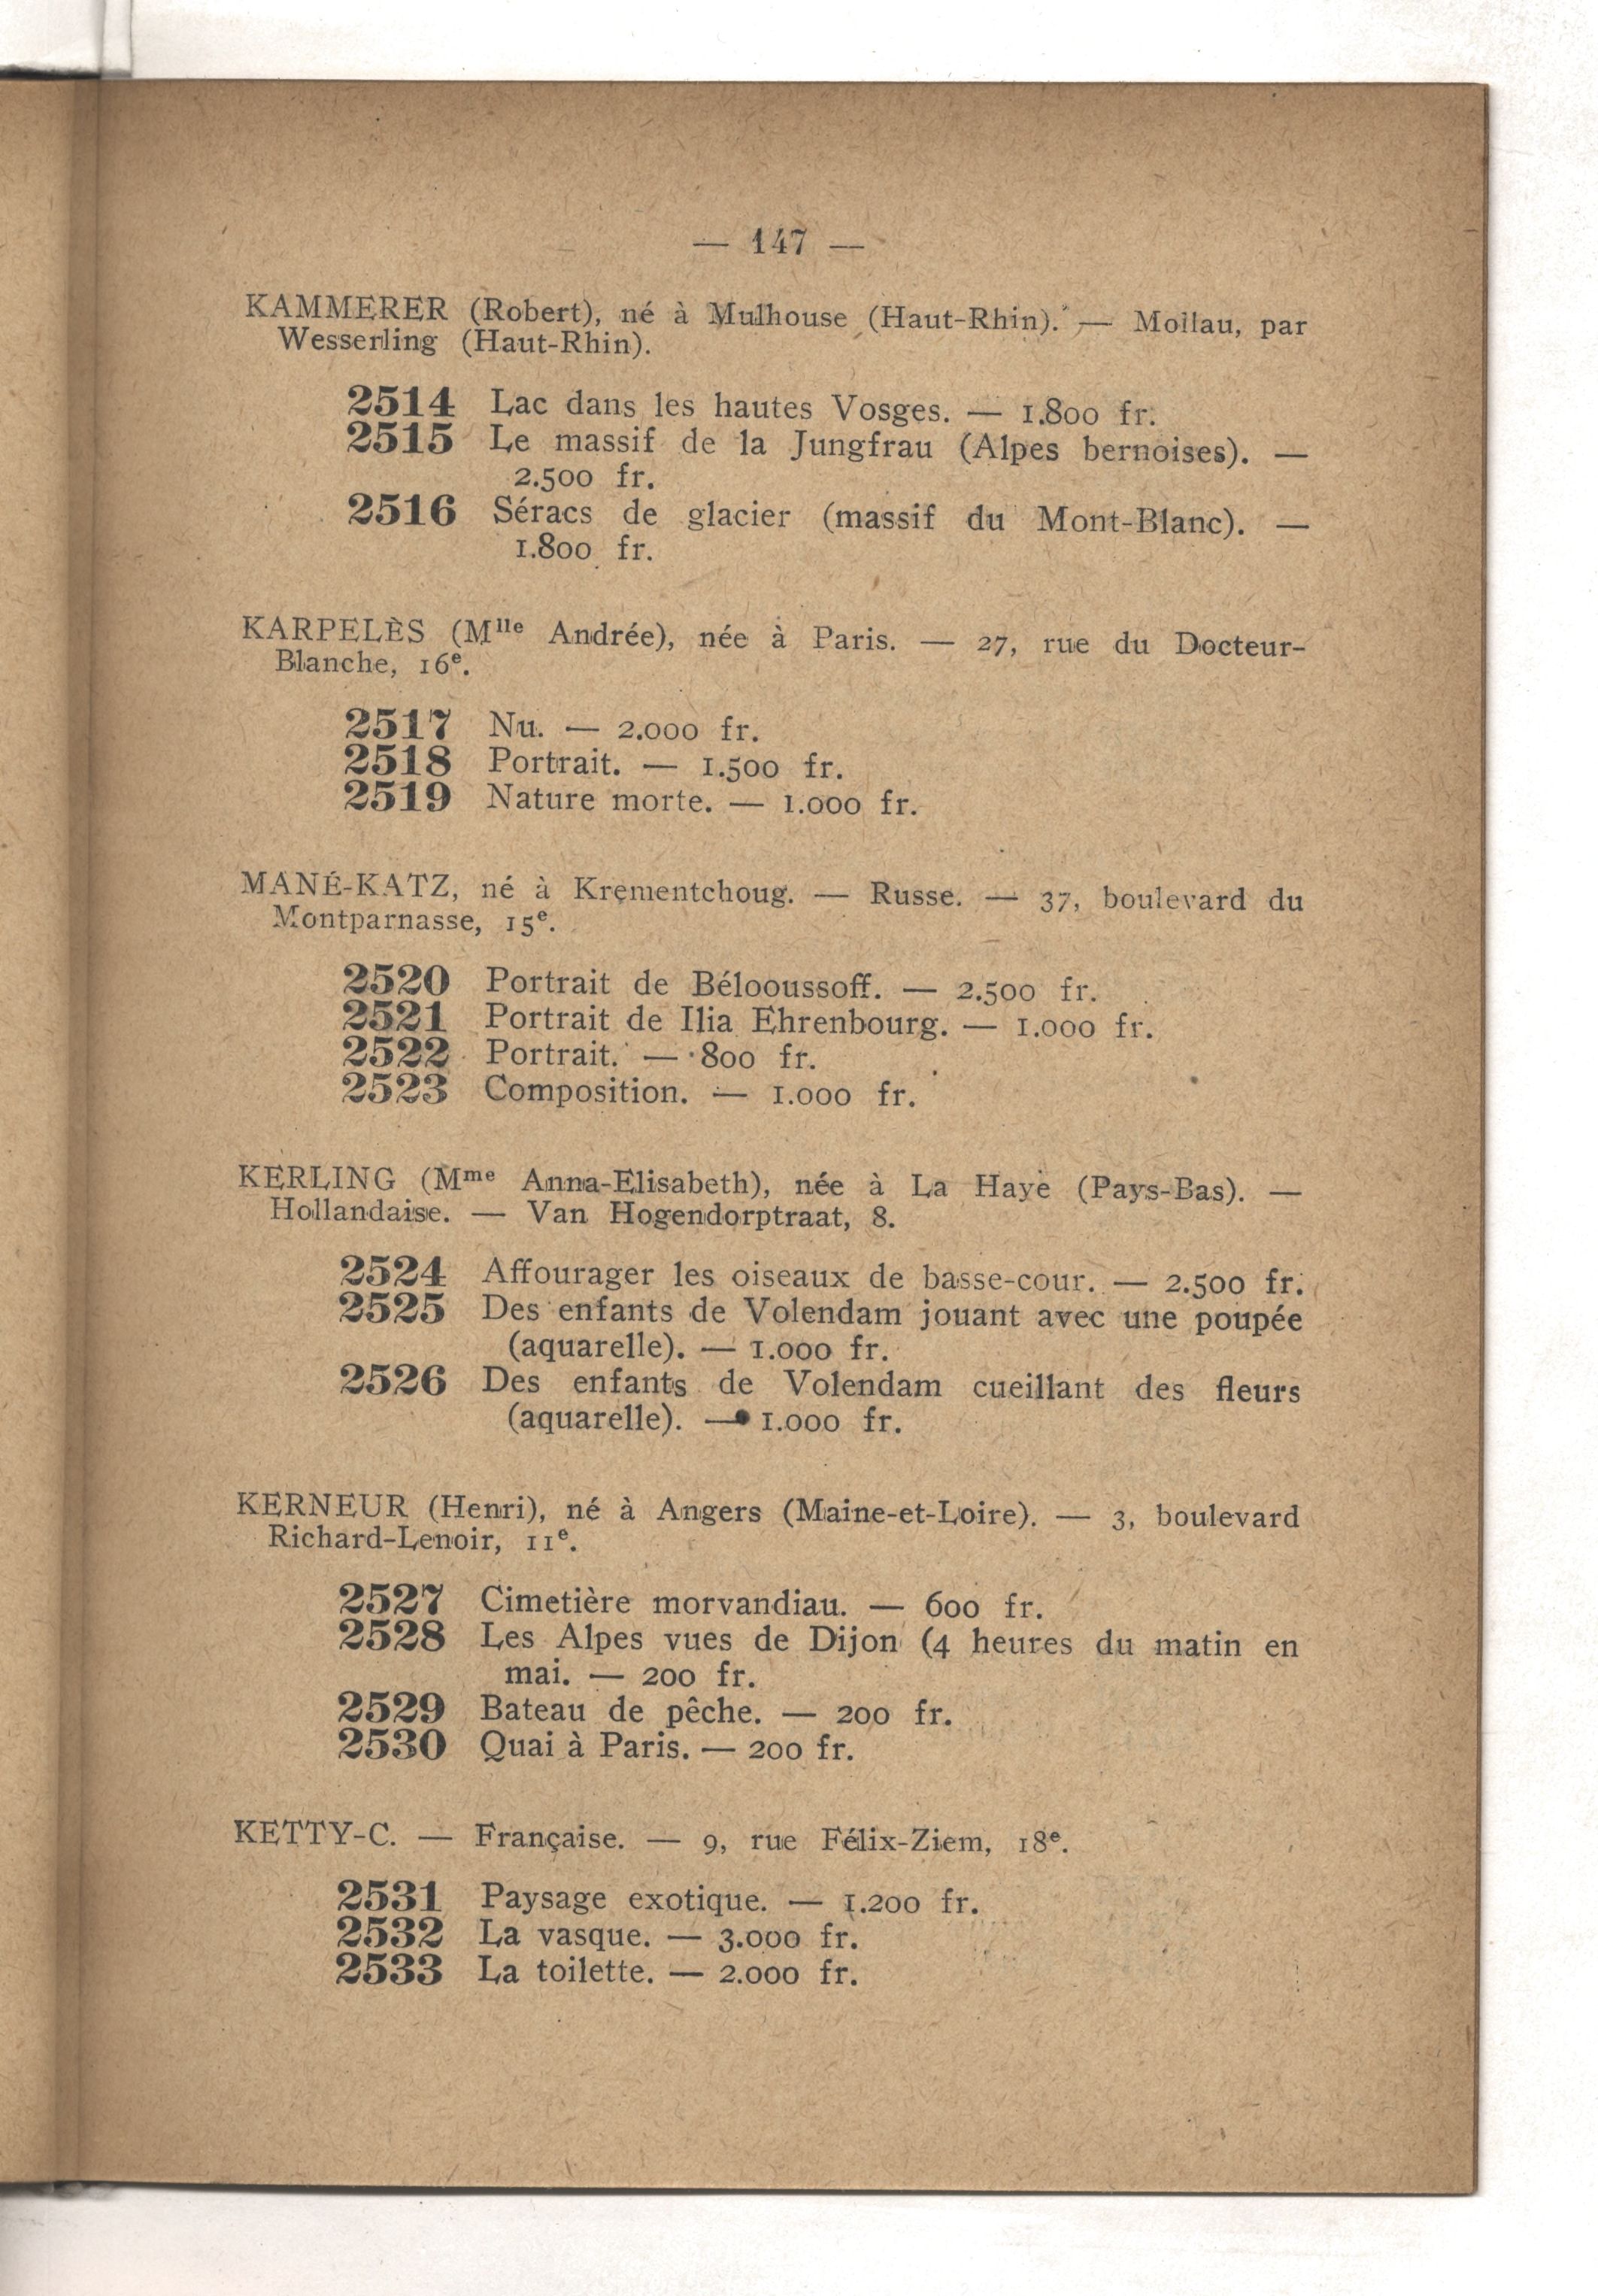 — 147 —
KAMMERER (Robert), né à Mulhouse (Haut-Rhin). — Mollau, par
Wesserling (Haut-Rhin).
2514 Lac dans les hautes Vosges. — 1.800 fr.
2515 Le massif de la Jungfrau (Alpes bernoises). —
2.500 fr.
2516 Séracs de glacier (massif du Mont-Blanc). —
1.800 fr.
KARPELÈS (Mlle Andrée), née à Paris. — 27, rue du Docteur-
Blanche, 16e.
2517 Nu. — 2.000 fr.
2518 Portrait. — 1.500 fr.
2519 Nature morte. — 1.000 fr.
MANÉ-KATZ, né à Krementchoug. — Russe. — 37, boulevard du
Montparnasse, 15e.
2520 Portrait de Bélooussoff. — 2.500 fr.
2521 Portrait de Ilia Ehrenbourg. — 1.000 fr.
2522 Portrait. — 800 fr.
2523 Composition. — 1.000 fr.
KERLING (Mme Anna-Elisabeth), née à La Haye (Pays-Bas). —
Hollandaise. — Van Hogendorptraat, 8.
2524 Affourager les oiseaux de basse-cour. — 2.500 fr.
2525 Des enfants de Volendam jouant avec une poupée
(aquarelle). — 1.000 fr.
2526 Des enfants de Volendam cueillant des fleurs
(aquarelle). — 1.000 fr.
KERNEUR (Henri), né à Angers (Maine-et-Loire). — 3, boulevard
Richard-Lenoir, 11e.
2527 Cimetière morvandiau. — 600 fr.
2528 Les Alpes vues de Dijon (4 heures du matin en
mai. — 200 fr.
2529 Bateau de pêche. — 200 fr.
2530 Quai à Paris. — 200 fr.
KETTY-C. — Française. — 9, rue Félix-Ziem, 18e.
2531 Paysage exotique. — 1.200 fr.
2532 La vasque. — 3.000 fr.
2533 La toilette. — 2.000 fr.